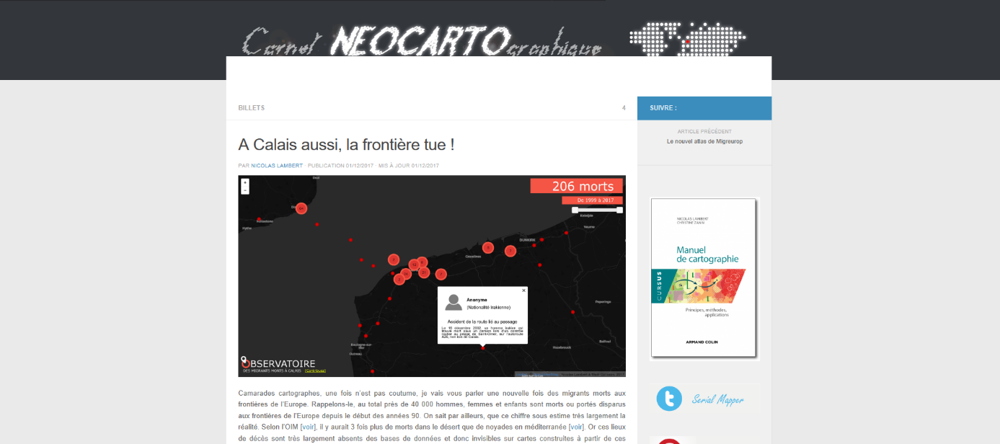 Carnet NEOCARTOgraphique
BILLETS
4
A Calais aussi, la frontière tue !
PAR NICOLAS LAMBERT · PUBLICATION 01/12/2017 · MIS À JOUR 01/12/2017
+
−
206 morts
De 1999 à 2017
Koksijde
Veurne
Hythe
Folkestone
DUNKIRK
Gravelines
Poperinge
Bailleul
Hazebrouck
Boulogne-sur-
Mer
Outreau
×
Anonyme
(Nationalité Irakienne)
Accident de la route lié au passage
Le 16 décembre 2002, un homme irakien est
trouvé mort sous un camion lors d'un contrôle
routier au péage de Saint-Omer, sur l'autoroute
A26, non loin de Calais.
OBSERVATOIRE
DES MIGRANTS MORTS À CALAIS [Contribuez]
Camarades cartographes, une fois n'est pas coutume, je vais vous parler une nouvelle fois des migrants morts aux
frontières de l'Europe. Rappelons-le, au total près de 40 000 hommes, femmes et enfants sont morts ou portés disparus
aux frontières de l'Europe depuis le début des années 90. On sait par ailleurs, que ce chiffre sous estime très largement la
réalité. Selon l'OIM [voir], il y aurait 3 fois plus de morts dans le désert que de noyades en méditerranée [voir]. Or ces lieux
de décès sont très largement absents des bases de données et donc invisibles sur cartes construites à partir de ces
SUIVRE :
ARTICLE PRÉCÉDENT
Le nouvel atlas de Migreurop
NICOLAS LAMBERT
CHRISTINE ZANIN
Manuel
de cartographie
CURSUS
Principes, méthodes,
applications
ARMAND COLIN
Serial Mapper